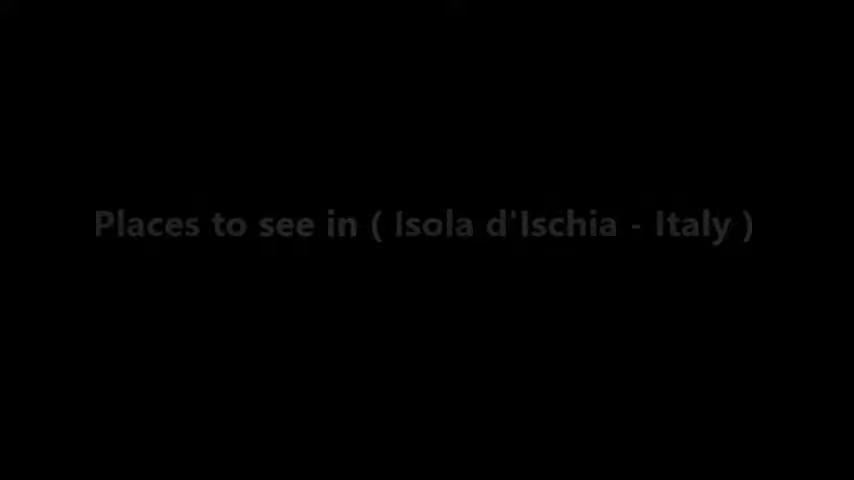 Places to see in ( Isola d'Ischia - Italy )